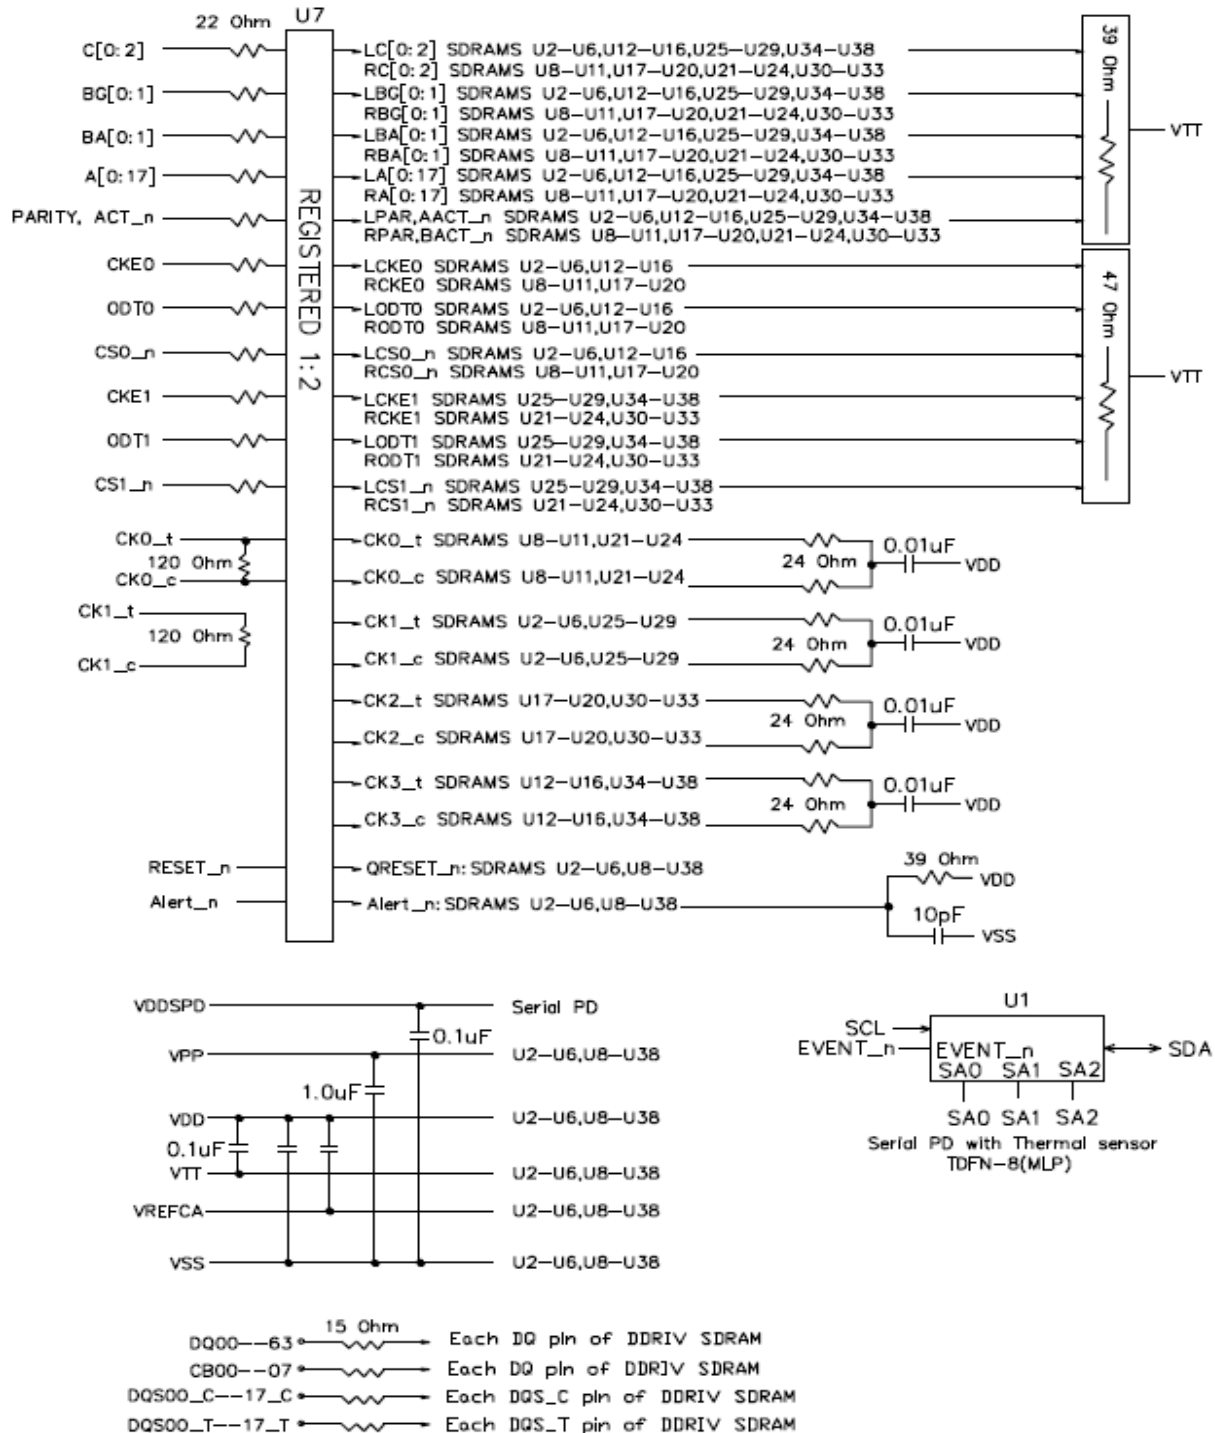 22 Ohm U7
C[0:2] LC[0:2] SDRAMS U2-U6,U12-U16,U25-U29,U34-U38
RC[0:2] SDRAMS U8-U11,U17-U20,U21-U24,U30-U33
BG[0:1] LBG[0:1] SDRAMS U2-U6,U12-U16,U25-U29,U34-U38
RBG[0:1] SDRAMS U8-U11,U17-U20,U21-U24,U30-U33
BA[0:1] LBA[0:1] SDRAMS U2-U6,U12-U16,U25-U29,U34-U38
RBA[0:1] SDRAMS U8-U11,U17-U20,U21-U24,U30-U33
A[0:17] LA[0:17] SDRAMS U2-U6,U12-U16,U25-U29,U34-U38
RA[0:17] SDRAMS U8-U11,U17-U20,U21-U24,U30-U33
PARITY, ACT_n LPAR,AACT_n SDRAMS U2-U6,U12-U16,U25-U29,U34-U38
RPAR,BACT_n SDRAMS U8-U11,U17-U20,U21-U24,U30-U33
39 Ohm
VTT
REGISTERED 1:2
CKE0 LCKE0 SDRAMS U2-U6,U12-U16
RCKE0 SDRAMS U8-U11,U17-U20
ODT0 LODT0 SDRAMS U2-U6,U12-U16
RODT0 SDRAMS U8-U11,U17-U20
CS0_n LCS0_n SDRAMS U2-U6,U12-U16
RCS0_n SDRAMS U8-U11,U17-U20
CKE1 LCKE1 SDRAMS U25-U29,U34-U38
RCKE1 SDRAMS U21-U24,U30-U33
ODT1 LODT1 SDRAMS U25-U29,U34-U38
RODT1 SDRAMS U21-U24,U30-U33
CS1_n LCS1_n SDRAMS U25-U29,U34-U38
RCS1_n SDRAMS U21-U24,U30-U33
47 Ohm
VTT
CK0_t CK0_t SDRAMS U8-U11,U21-U24
120 Ohm 24 Ohm 0.01uF VDD
CK0_c CK0_c SDRAMS U8-U11,U21-U24
CK1_t CK1_t SDRAMS U2-U6,U25-U29
120 Ohm 24 Ohm 0.01uF VDD
CK1_c CK1_c SDRAMS U2-U6,U25-U29
CK2_t SDRAMS U17-U20,U30-U33
24 Ohm 0.01uF VDD
CK2_c SDRAMS U17-U20,U30-U33
CK3_t SDRAMS U12-U16,U34-U38
24 Ohm 0.01uF VDD
CK3_c SDRAMS U12-U16,U34-U38
RESET_n QRESET_n:SDRAMS U2-U6,U8-U38
39 Ohm VDD
Alert_n Alert_n:SDRAMS U2-U6,U8-U38
10pF VSS
VDDSPD Serial PD
0.1uF
VPP U2-U6,U8-U38
1.0uF
VDD U2-U6,U8-U38
0.1uF
VTT U2-U6,U8-U38
VREFCA U2-U6,U8-U38
VSS U2-U6,U8-U38
U1
SCL
EVENT_n EVENT_n SDA
SA0 SA1 SA2
SA0 SA1 SA2
Serial PD with Thermal sensor
TDFN-8(MLP)
15 Ohm
DQ00--63 Each DQ pin of DDRIV SDRAM
CB00--07 Each DQ pin of DDRIV SDRAM
DQS00_C--17_C Each DQS_C pin of DDRIV SDRAM
DQS00_T--17_T Each DQS_T pin of DDRIV SDRAM